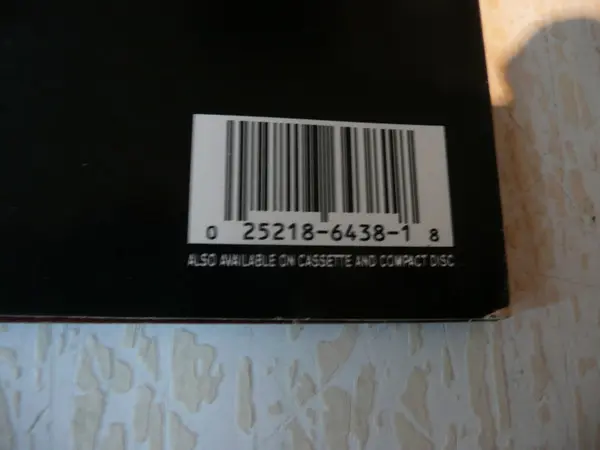 0 25218-6438-1 8
ALSO AVAILABLE ON CASSETTE AND COMPACT DISC